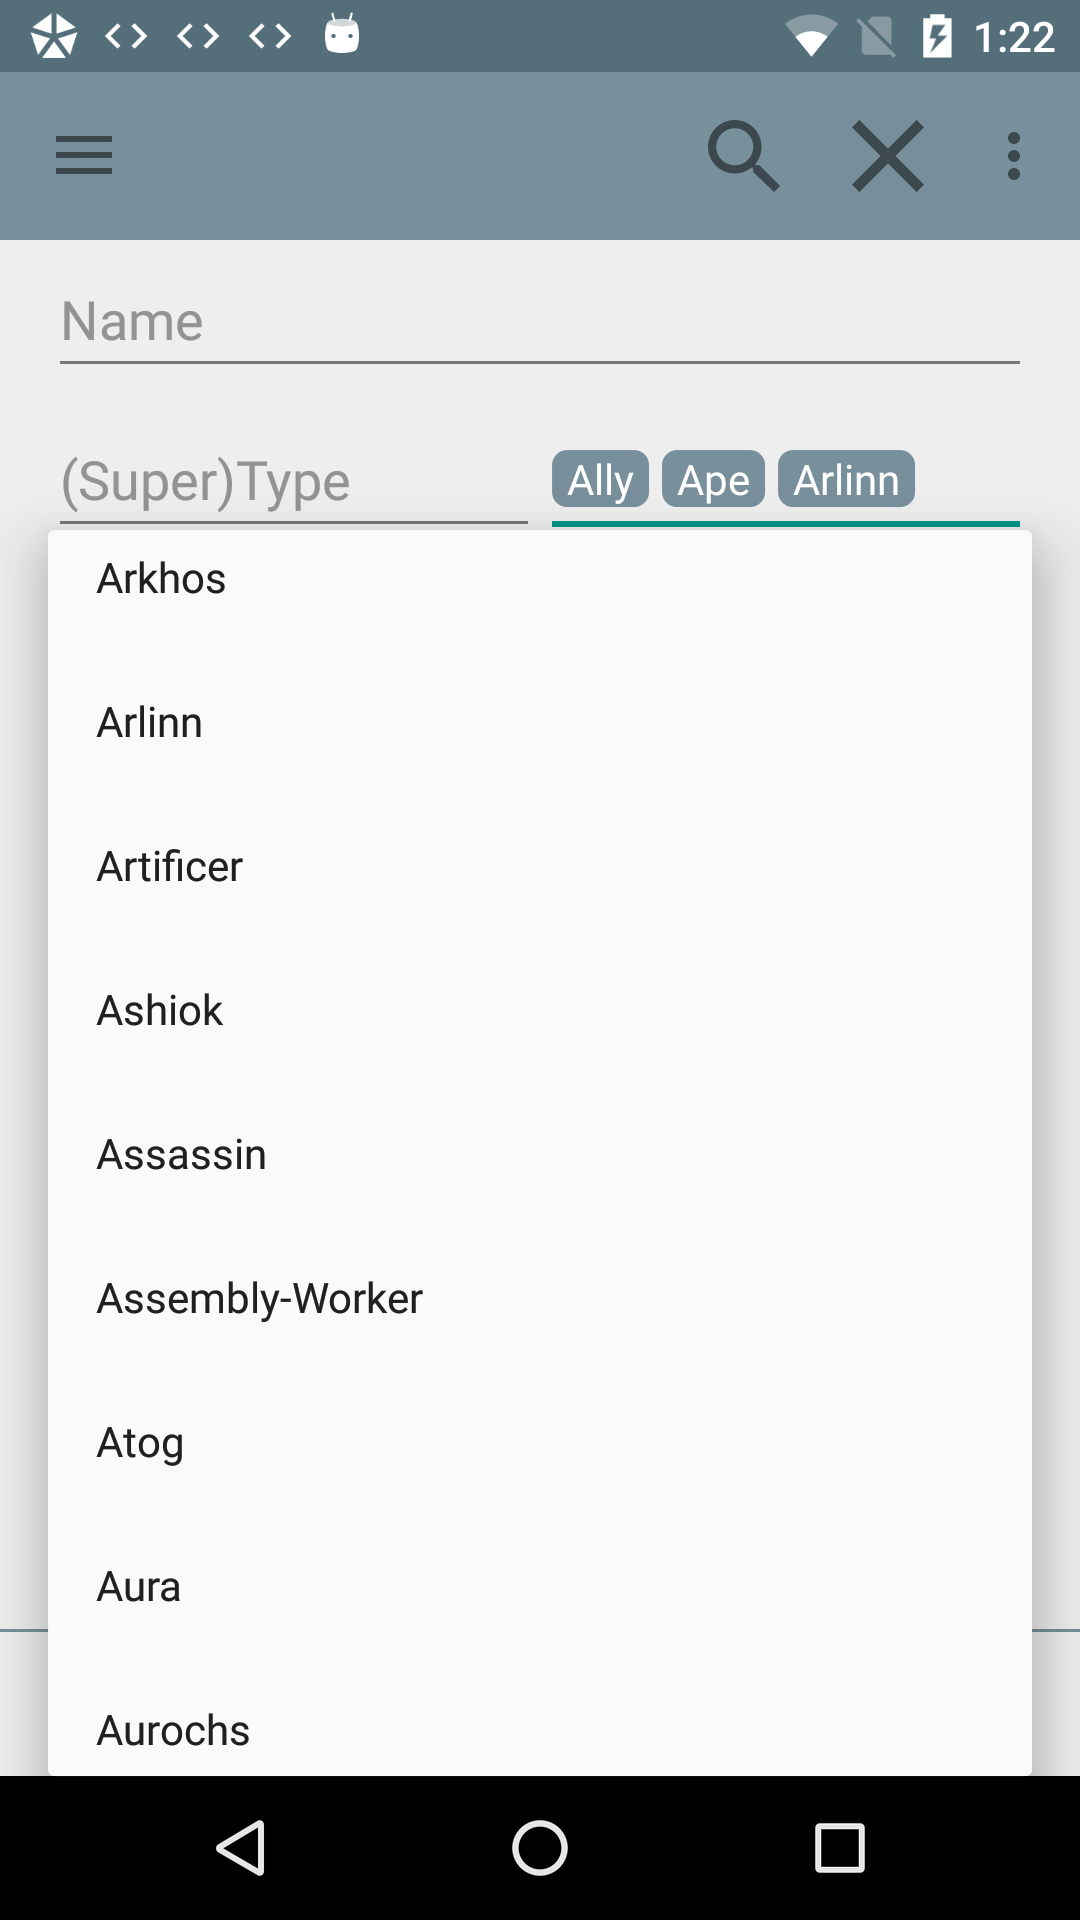 1:22
Name
(Super)Type Ally Ape Arlinn
Arkhos
Arlinn
Artificer
Ashiok
Assassin
Assembly-Worker
Atog
Aura
Aurochs